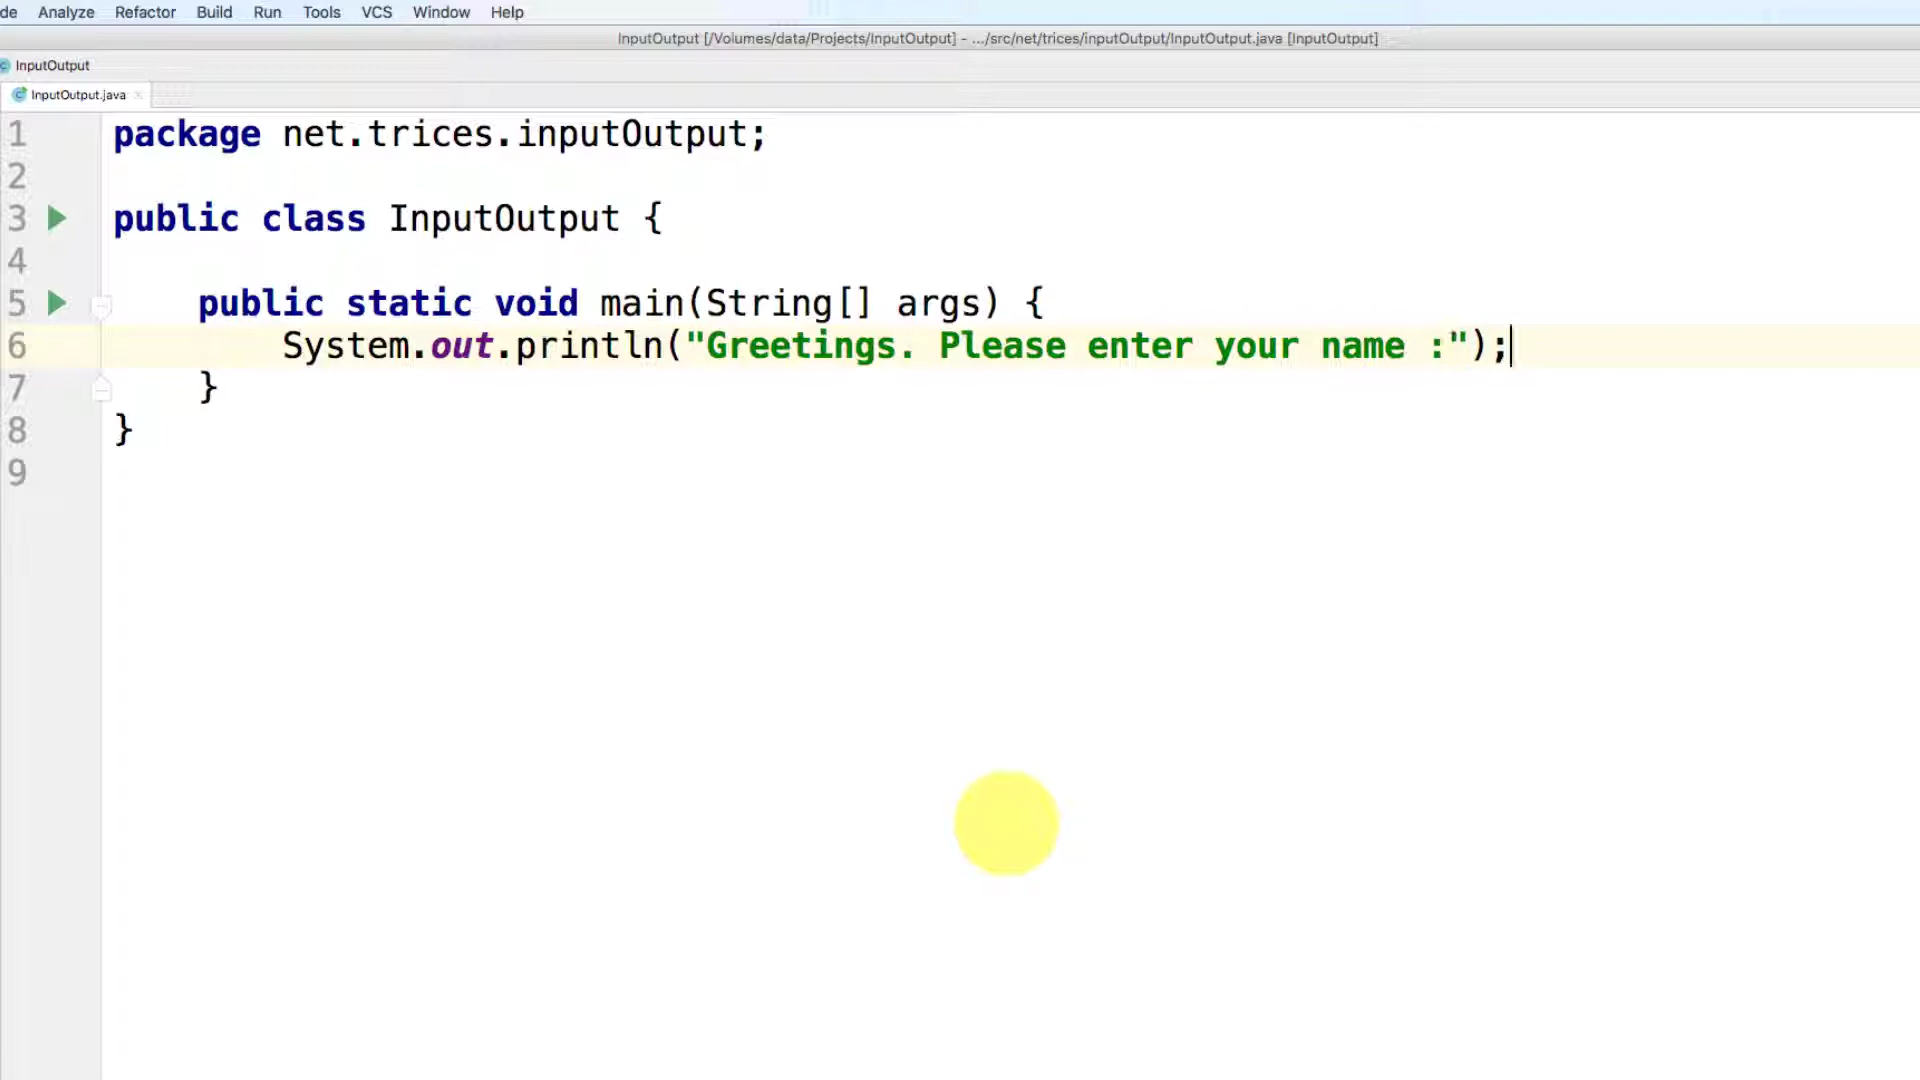 de Analyze Refactor Build Run Tools VCS Window Help
InputOutput [/Volumes/data/Projects/InputOutput] - .../src/net/trices/inputOutput/InputOutput.java [InputOutput]
InputOutput
InputOutput.java
1 package net.trices.inputOutput;
2
3 public class InputOutput {
4
5 public static void main(String[] args) {
6 System.out.println("Greetings. Please enter your name :");
7 }
8 }
9